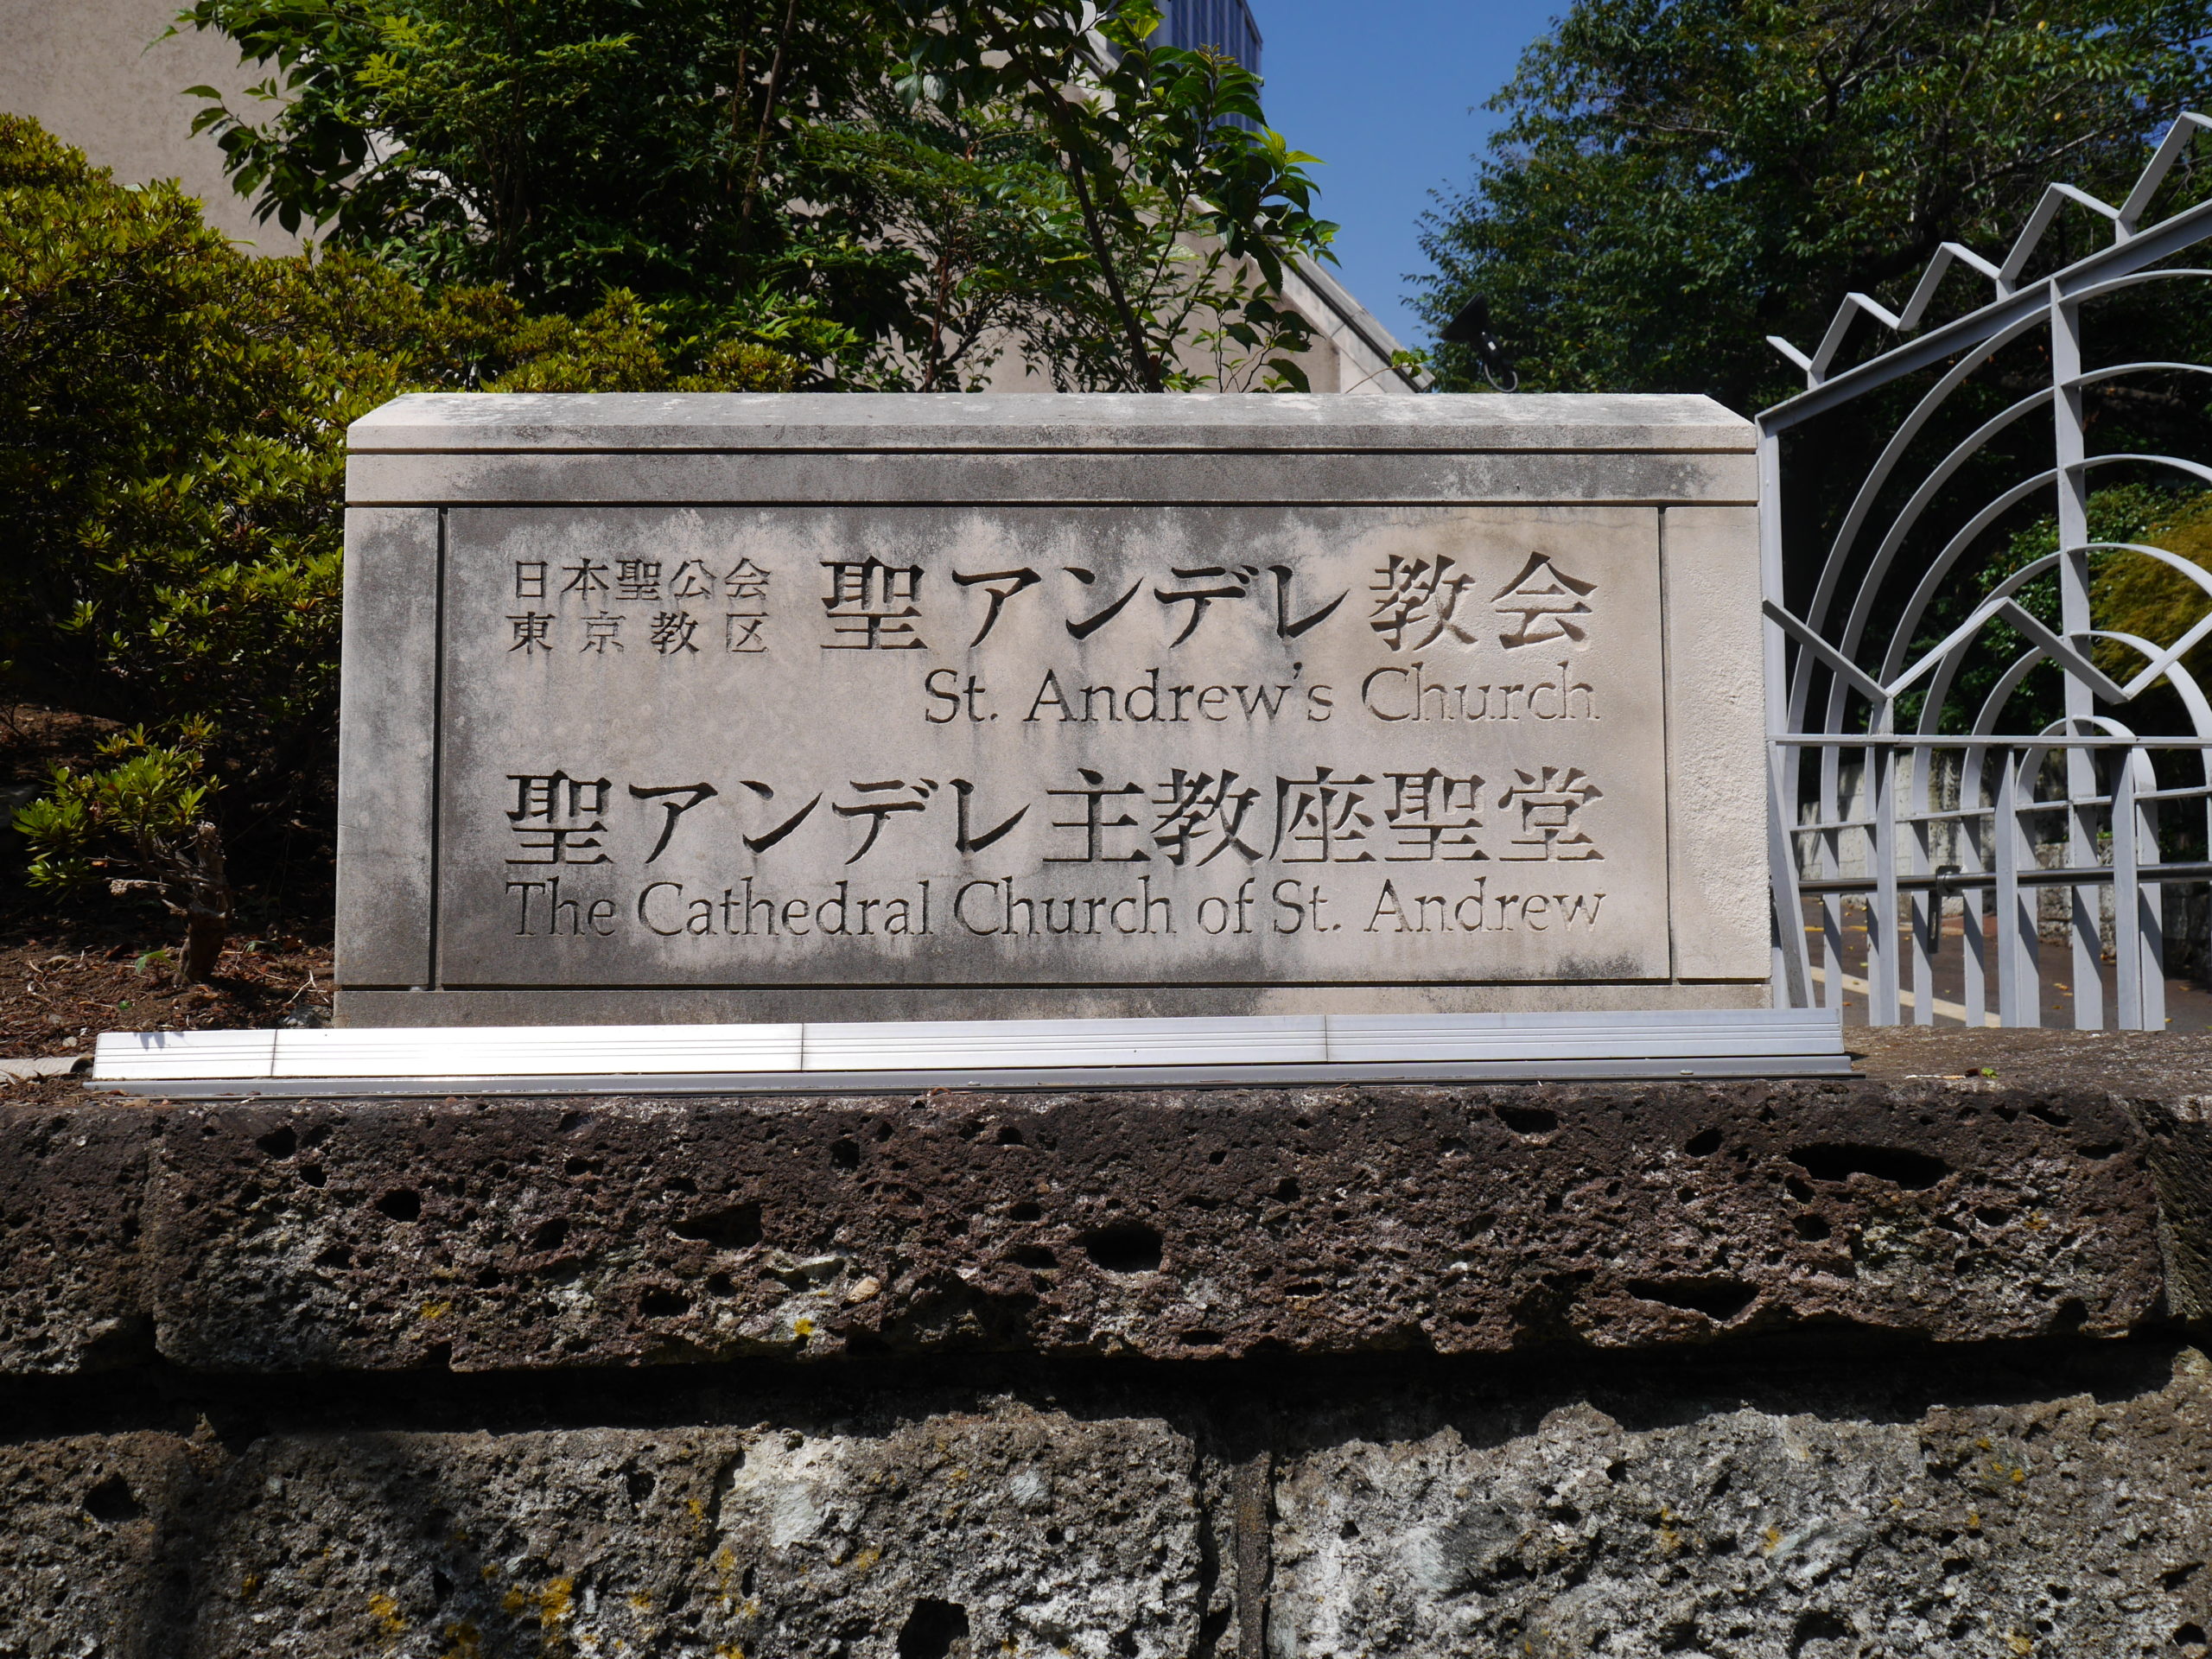 日本聖公会
東京教区
聖アンデレ教会
St. Andrew's Church
聖アンデレ主教座聖堂
The Cathedral Church of St. Andrew